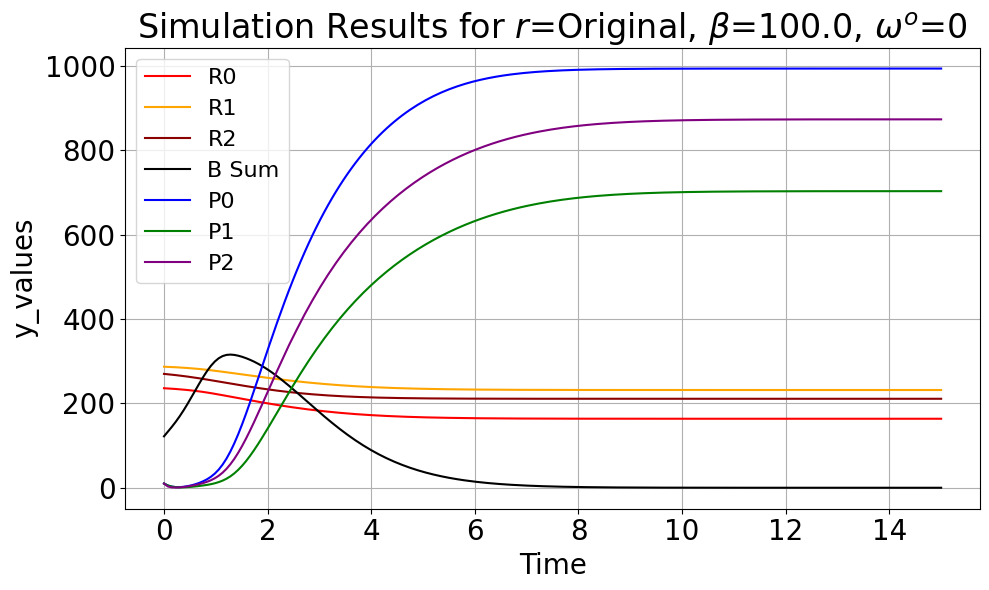 Simulation Results for r=Original, β=100.0, ω^o=0
R0
R1
R2
B Sum
P0
P1
P2
y_values
1000
800
600
400
200
0
0 2 4 6 8 10 12 14
Time